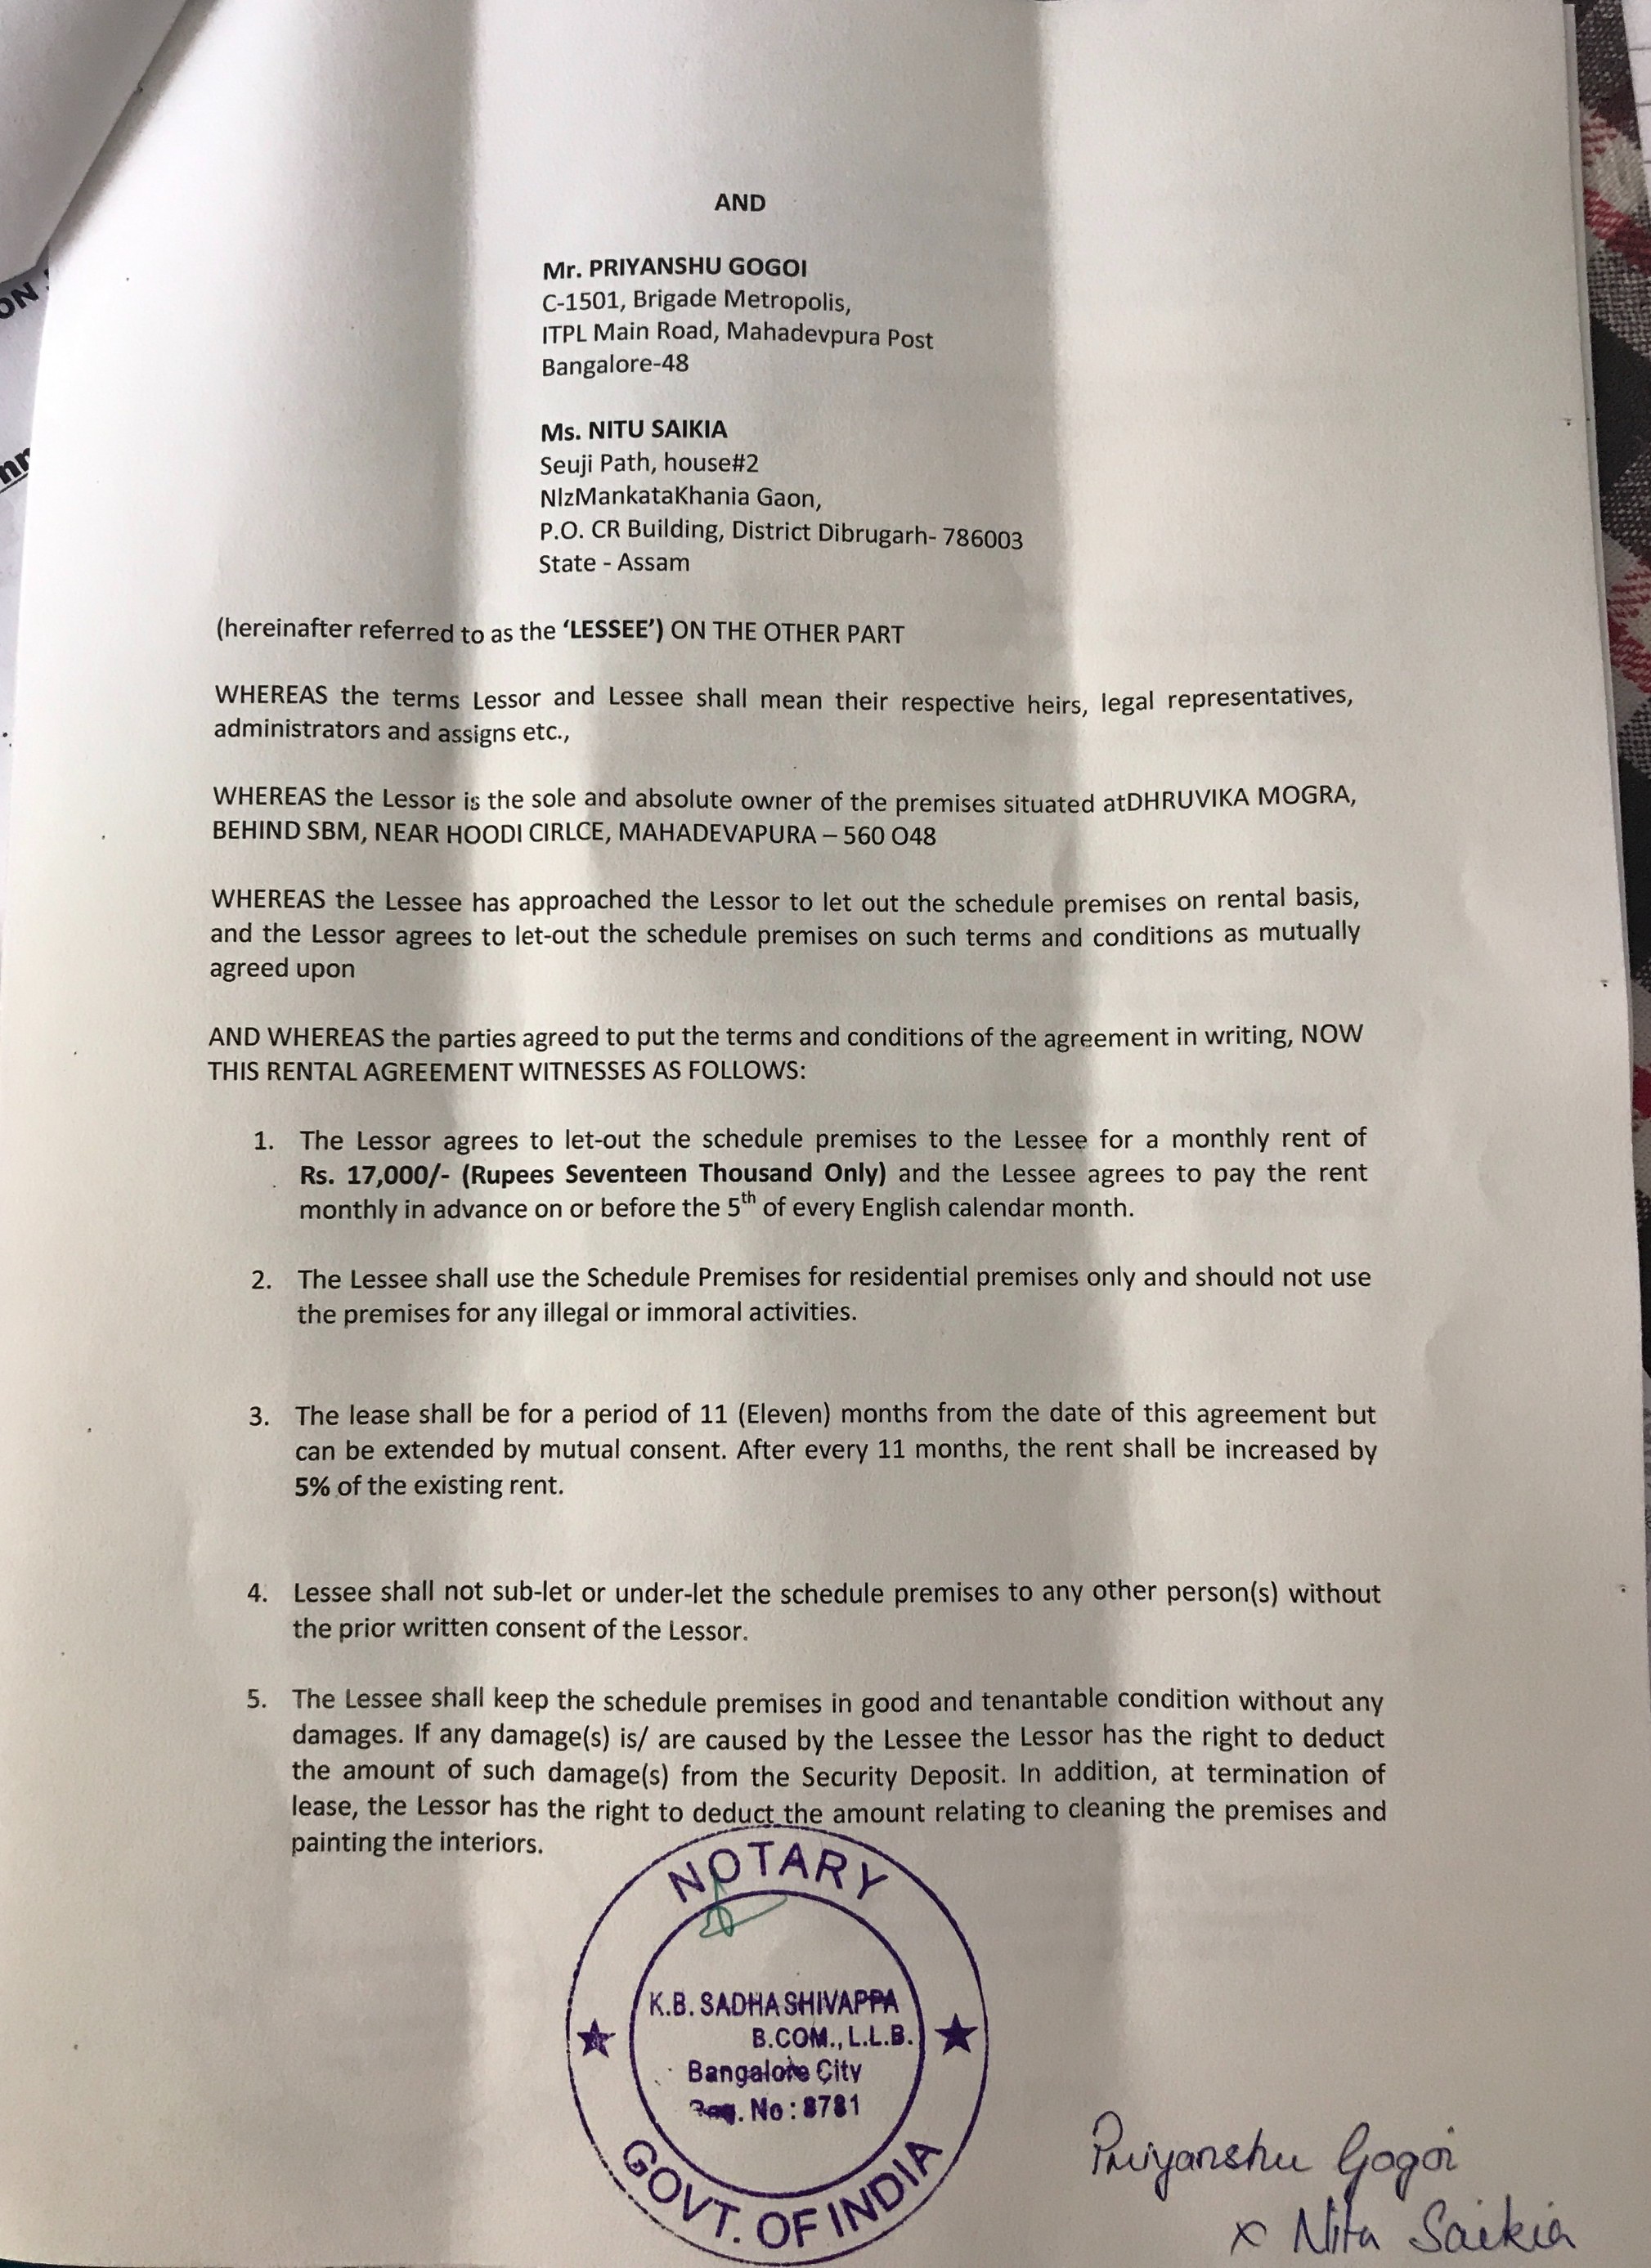 AND
Mr. PRIYANSHU GOGOI
C-1501, Brigade Metropolis,
ITPL Main Road, Mahadevpura Post
Bangalore-48
Ms. NITU SAIKIA
Seuji Path, house#2
NlzMankataKhania Gaon,
P.O. CR Building, District Dibrugarh- 786003
State - Assam
(hereinafter referred to as the ‘LESSEE’) ON THE OTHER PART
WHEREAS the terms Lessor and Lessee shall mean their respective heirs, legal representatives,
administrators and assigns etc.,
WHEREAS the Lessor is the sole and absolute owner of the premises situated atDHRUVIKA MOGRA,
BEHIND SBM, NEAR HOODI CIRLCE, MAHADEVAPURA – 560 O48
WHEREAS the Lessee has approached the Lessor to let out the schedule premises on rental basis,
and the Lessor agrees to let-out the schedule premises on such terms and conditions as mutually
agreed upon
AND WHEREAS the parties agreed to put the terms and conditions of the agreement in writing, NOW
THIS RENTAL AGREEMENT WITNESSES AS FOLLOWS:
1. The Lessor agrees to let-out the schedule premises to the Lessee for a monthly rent of
Rs. 17,000/- (Rupees Seventeen Thousand Only) and the Lessee agrees to pay the rent
monthly in advance on or before the 5th of every English calendar month.
2. The Lessee shall use the Schedule Premises for residential premises only and should not use
the premises for any illegal or immoral activities.
3. The lease shall be for a period of 11 (Eleven) months from the date of this agreement but
can be extended by mutual consent. After every 11 months, the rent shall be increased by
5% of the existing rent.
4. Lessee shall not sub-let or under-let the schedule premises to any other person(s) without
the prior written consent of the Lessor.
5. The Lessee shall keep the schedule premises in good and tenantable condition without any
damages. If any damage(s) is/ are caused by the Lessee the Lessor has the right to deduct
the amount of such damage(s) from the Security Deposit. In addition, at termination of
lease, the Lessor has the right to deduct the amount relating to cleaning the premises and
painting the interiors.
NOTARY
K.B. SADHASHIVAPPA
B.COM., L.L.B.
Bangalore City
No : 8781
GOVT. OF INDIA
Priyanshu Gogoi
x Nitu Saikia